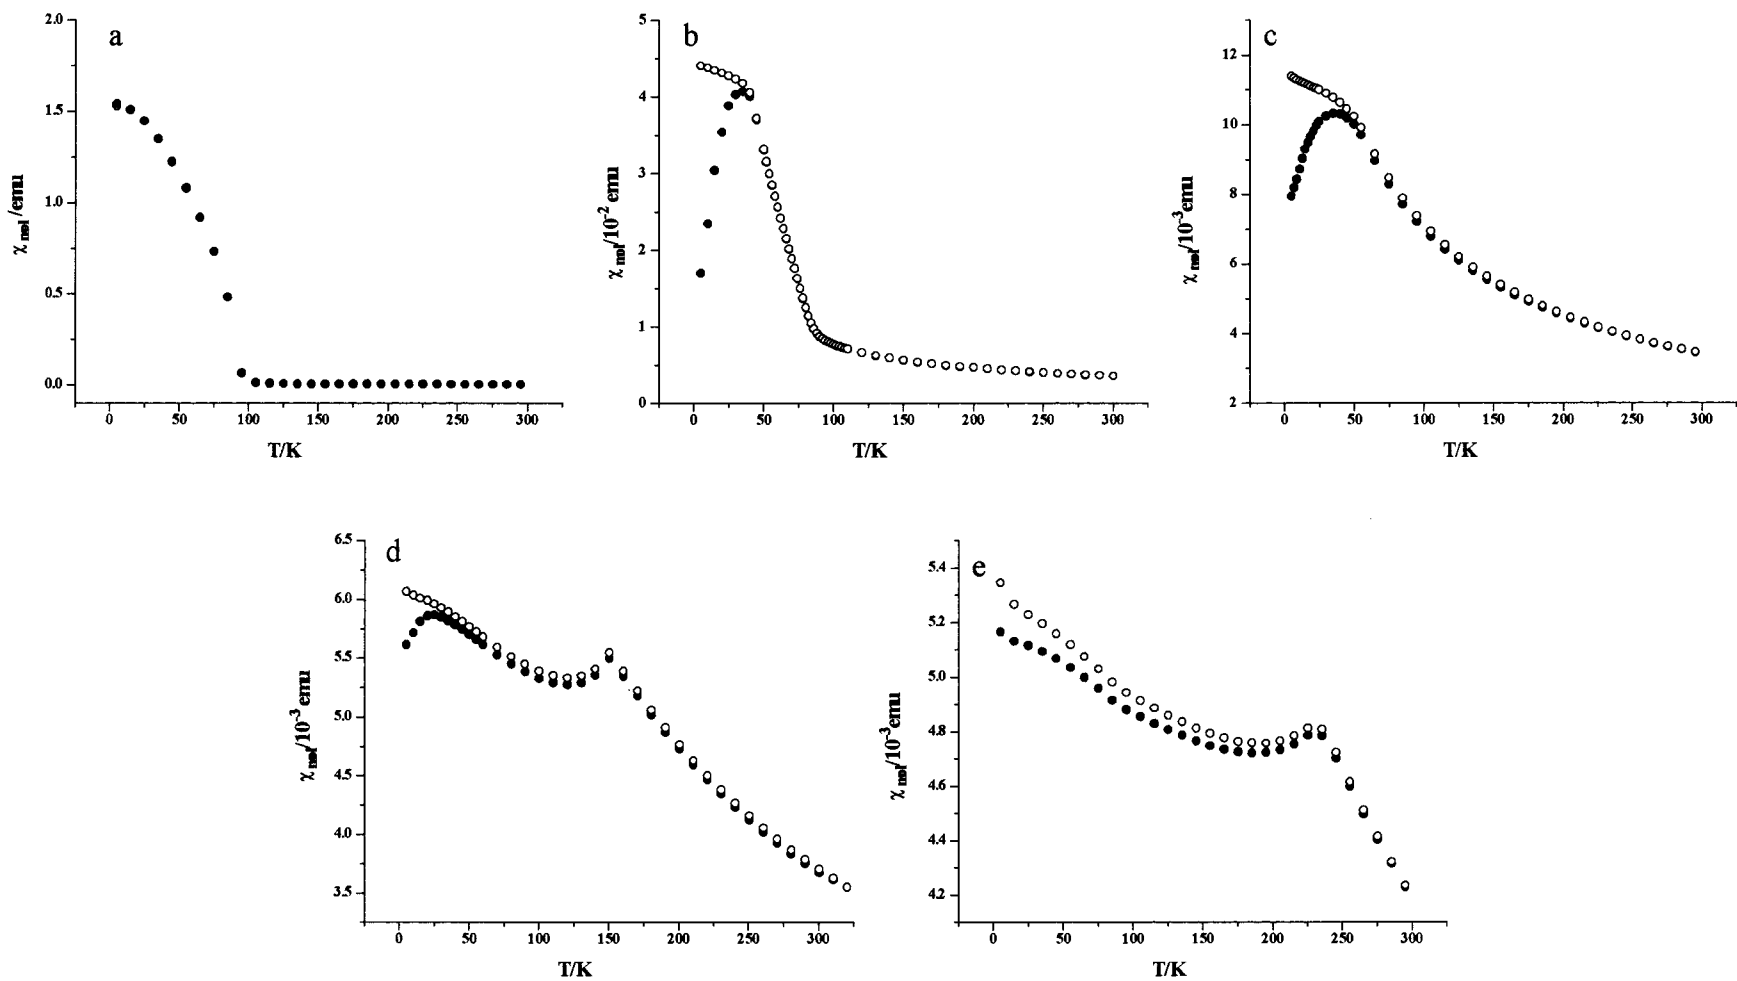 a
2.0
1.5
1.0
0.5
0.0
χ mol /emu
0 50 100 150 200 250 300
T/K
b
5
4
3
2
1
0
χ mol/10-2 emu
0 50 100 150 200 250 300
T/K
c
12
10
8
6
4
2
χ mol/10-3emu
0 50 100 150 200 250 300
T/K
d
6.5
6.0
5.5
5.0
4.5
4.0
3.5
χ mol/10-3 emu
0 50 100 150 200 250 300
T/K
e
5.4
5.2
5.0
4.8
4.6
4.4
4.2
χ mol/10-3emu
0 50 100 150 200 250 300
T/K